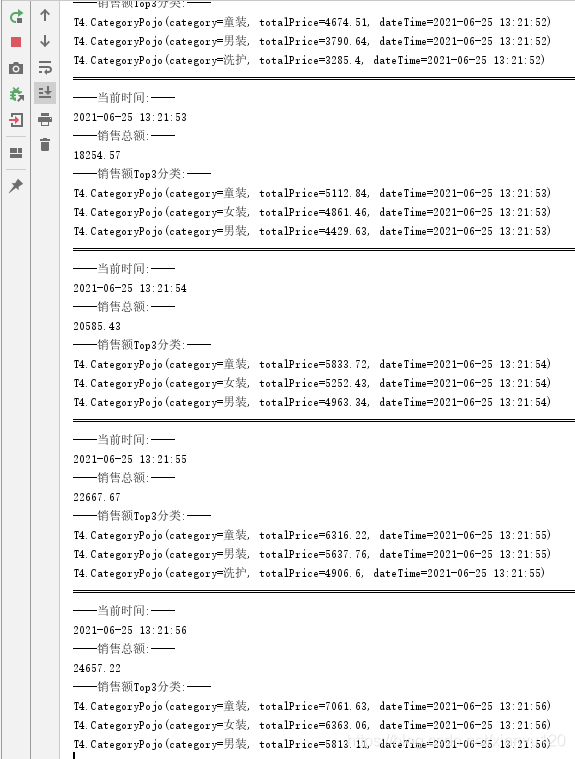 ————销售额Top3分类:————
T4.CategoryPojo(category=童装, totalPrice=4674.51, dateTime=2021-06-25 13:21:52)
T4.CategoryPojo(category=男装, totalPrice=3790.64, dateTime=2021-06-25 13:21:52)
T4.CategoryPojo(category=洗护, totalPrice=3285.4, dateTime=2021-06-25 13:21:52)
————当前时间:————
2021-06-25 13:21:53
————销售总额:————
18254.57
————销售额Top3分类:————
T4.CategoryPojo(category=童装, totalPrice=5112.84, dateTime=2021-06-25 13:21:53)
T4.CategoryPojo(category=女装, totalPrice=4861.46, dateTime=2021-06-25 13:21:53)
T4.CategoryPojo(category=男装, totalPrice=4429.63, dateTime=2021-06-25 13:21:53)
————当前时间:————
2021-06-25 13:21:54
————销售总额:————
20585.43
————销售额Top3分类:————
T4.CategoryPojo(category=童装, totalPrice=5833.72, dateTime=2021-06-25 13:21:54)
T4.CategoryPojo(category=女装, totalPrice=5252.43, dateTime=2021-06-25 13:21:54)
T4.CategoryPojo(category=男装, totalPrice=4963.34, dateTime=2021-06-25 13:21:54)
————当前时间:————
2021-06-25 13:21:55
————销售总额:————
22667.67
————销售额Top3分类:————
T4.CategoryPojo(category=童装, totalPrice=6316.22, dateTime=2021-06-25 13:21:55)
T4.CategoryPojo(category=男装, totalPrice=5637.76, dateTime=2021-06-25 13:21:55)
T4.CategoryPojo(category=洗护, totalPrice=4906.6, dateTime=2021-06-25 13:21:55)
————当前时间:————
2021-06-25 13:21:56
————销售总额:————
24657.22
————销售额Top3分类:————
T4.CategoryPojo(category=童装, totalPrice=7061.63, dateTime=2021-06-25 13:21:56)
T4.CategoryPojo(category=女装, totalPrice=6363.06, dateTime=2021-06-25 13:21:56)
T4.CategoryPojo(category=男装, totalPrice=5813.11, dateTime=2021-06-25 13:21:56)